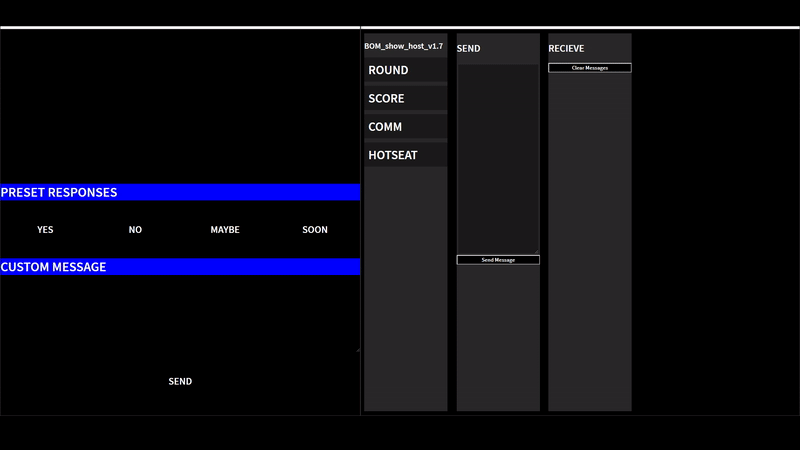 PRESET RESPONSES
YES NO MAYBE SOON
CUSTOM MESSAGE
SEND
BOM_show_host_v1.7
ROUND
SCORE
COMM
HOTSEAT
SEND
Send Message
RECIEVE
Clear Messages